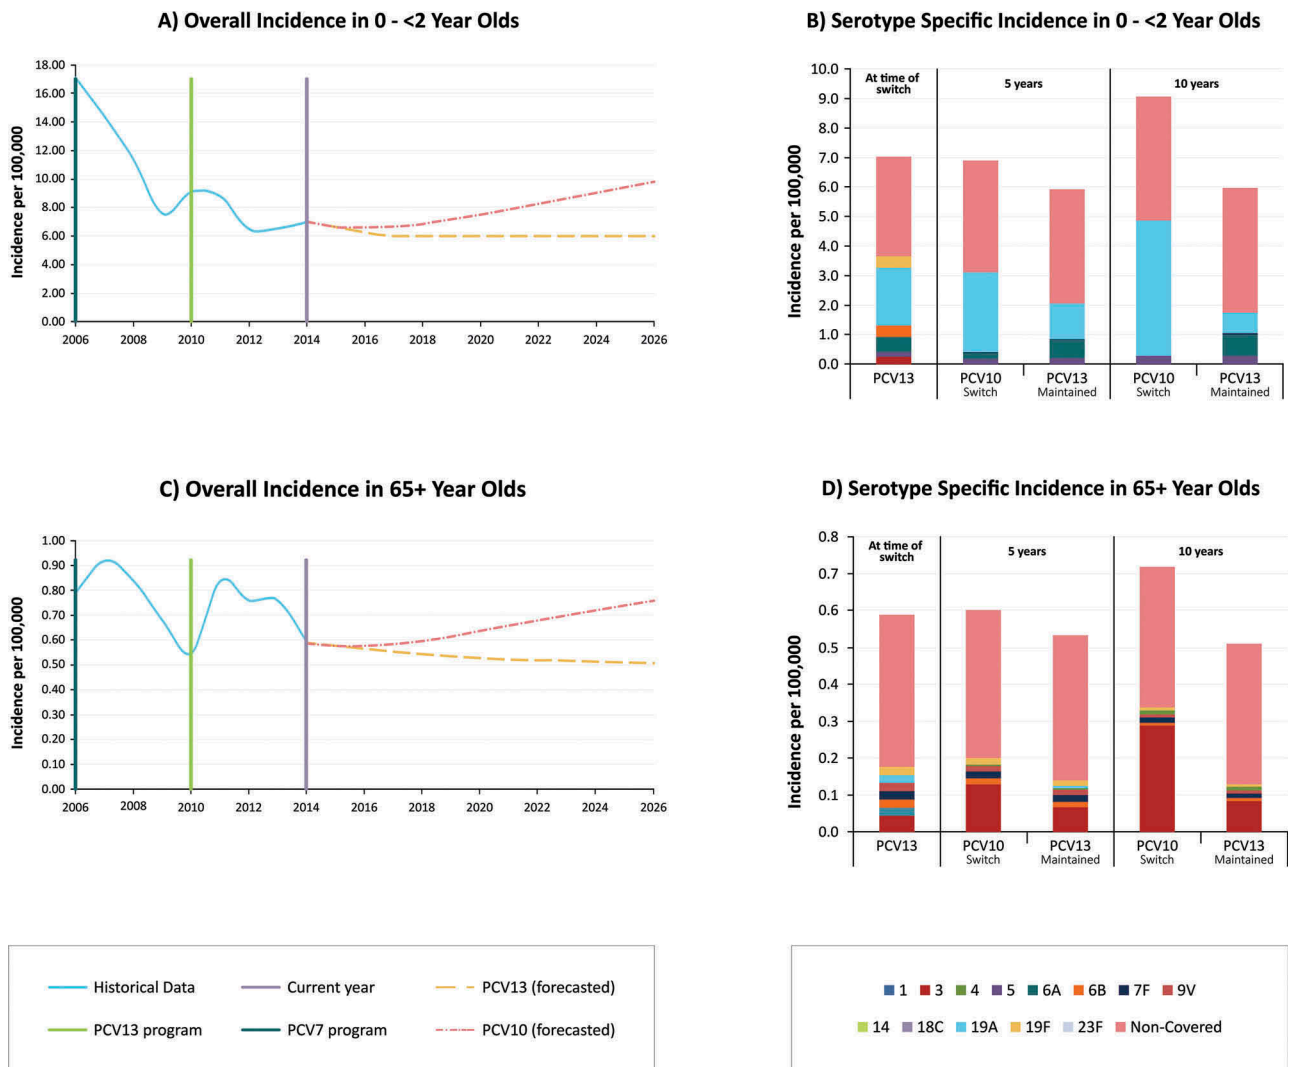 A) Overall Incidence in 0 - <2 Year Olds
Incidence per 100,000
18.00
16.00
14.00
12.00
10.00
8.00
6.00
4.00
2.00
0.00
2006 2008 2010 2012 2014 2016 2018 2020 2022 2024 2026
B) Serotype Specific Incidence in 0 - <2 Year Olds
Incidence per 100,000
10.0
9.0
8.0
7.0
6.0
5.0
4.0
3.0
2.0
1.0
0.0
At time of
switch
5 years
10 years
PCV13
PCV10
Switch
PCV13
Maintained
PCV10
Switch
PCV13
Maintained
C) Overall Incidence in 65+ Year Olds
Incidence per 100,000
1.00
0.90
0.80
0.70
0.60
0.50
0.40
0.30
0.20
0.10
0.00
2006 2008 2010 2012 2014 2016 2018 2020 2022 2024 2026
D) Serotype Specific Incidence in 65+ Year Olds
Incidence per 100,000
0.8
0.7
0.6
0.5
0.4
0.3
0.2
0.1
0.0
At time of
switch
5 years
10 years
PCV13
PCV10
Switch
PCV13
Maintained
PCV10
Switch
PCV13
Maintained
Historical Data Current year PCV13 (forecasted)
PCV13 program PCV7 program PCV10 (forecasted)
1 3 4 5 6A 6B 7F 9V
14 18C 19A 19F 23F Non-Covered